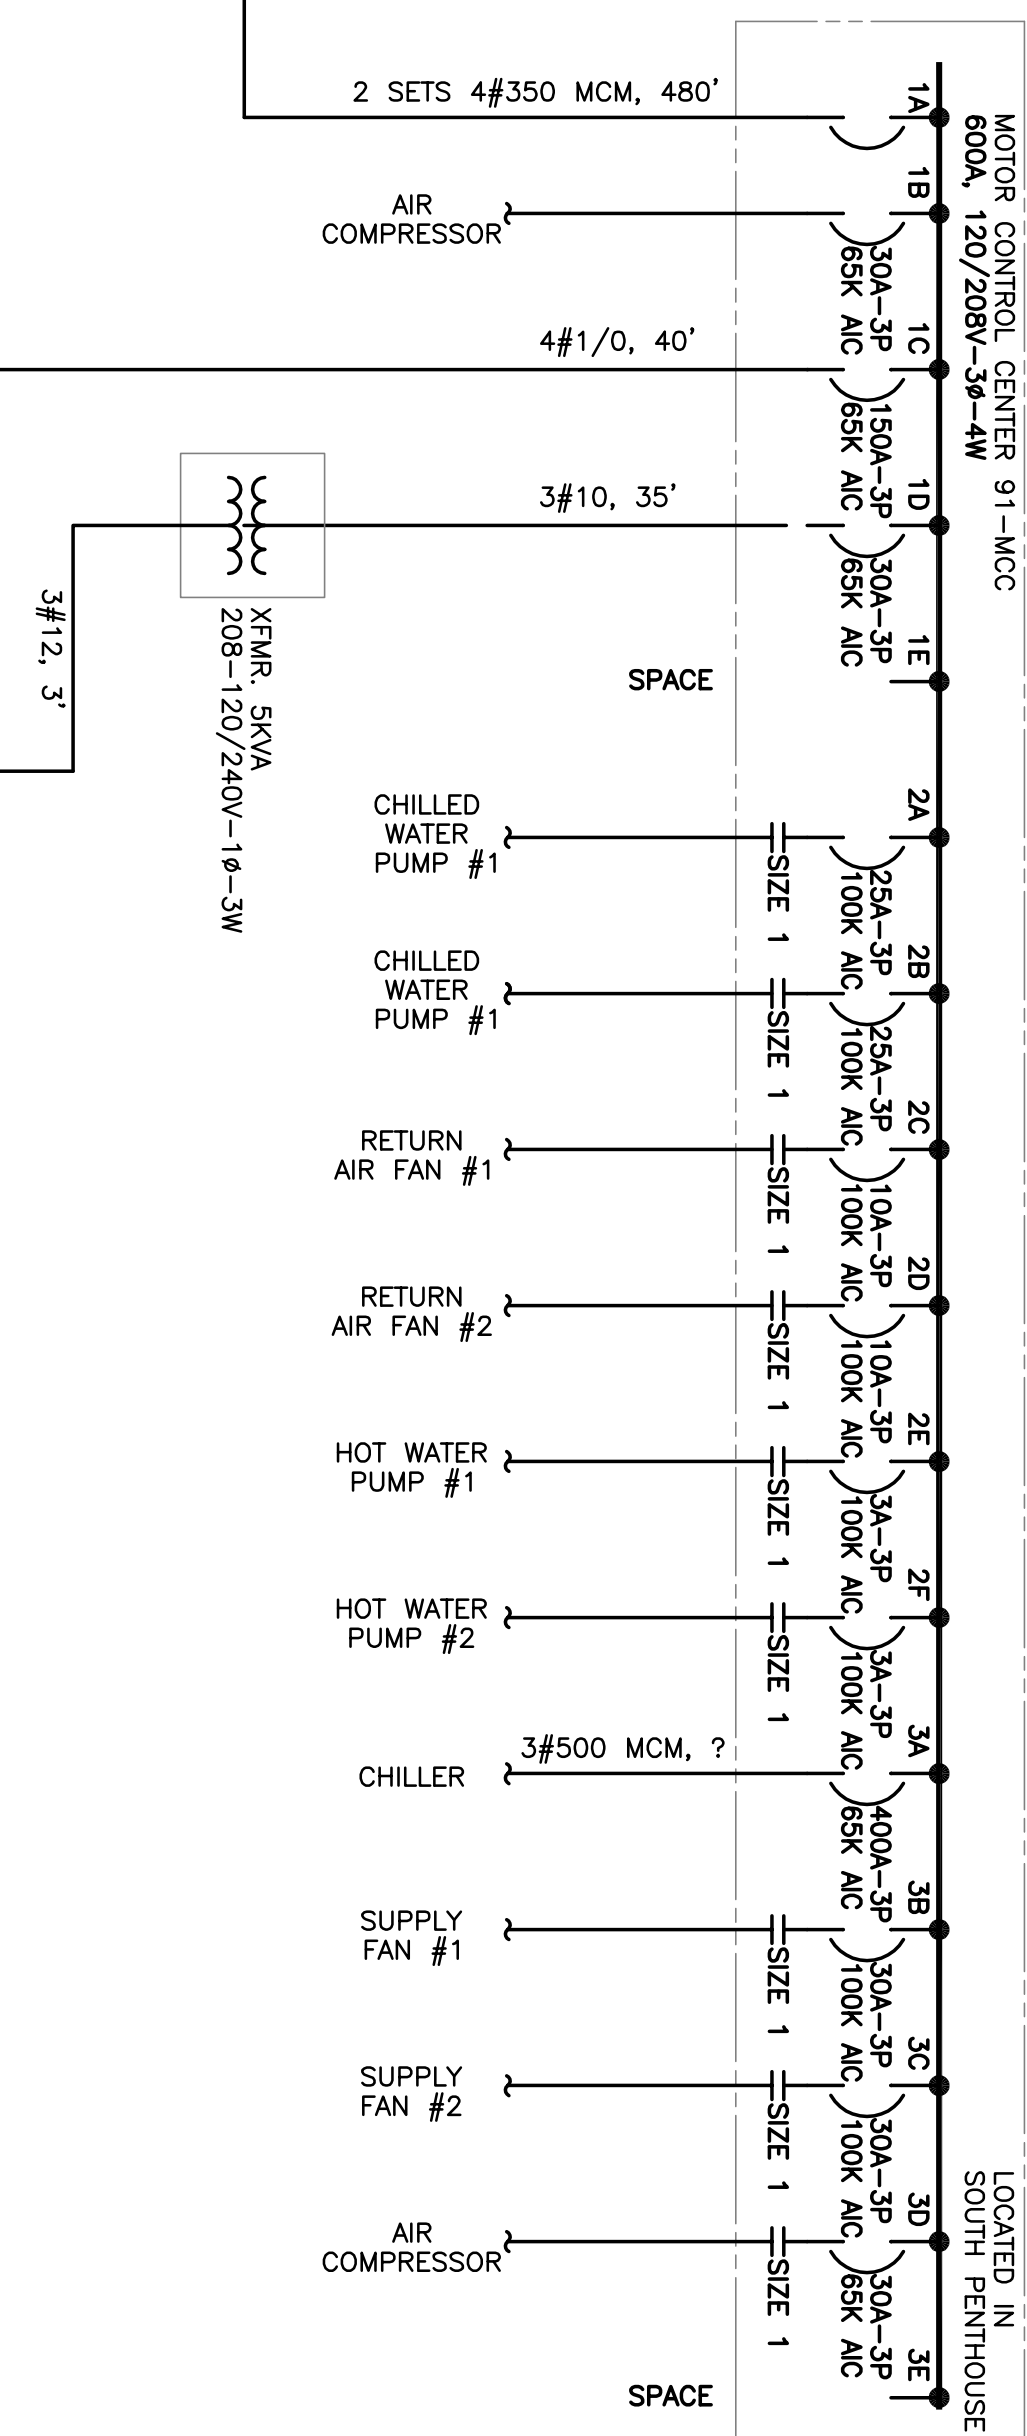 MOTOR CONTROL CENTER 91-MCC
600A, 120/208V-3Ø-4W
LOCATED IN
SOUTH PENTHOUSE
1A
2 SETS 4#350 MCM, 480'
1B
30A-3P
65K AIC
AIR
COMPRESSOR
1C
150A-3P
65K AIC
4#1/0, 40'
1D
30A-3P
65K AIC
3#10, 35'
XFMR. 5KVA
208-120/240V-1Ø-3W
3#12, 3'
1E
SPACE
2A
25A-3P
100K AIC
SIZE 1
CHILLED
WATER
PUMP #1
2B
25A-3P
100K AIC
SIZE 1
CHILLED
WATER
PUMP #1
2C
10A-3P
100K AIC
SIZE 1
RETURN
AIR FAN #1
2D
10A-3P
100K AIC
SIZE 1
RETURN
AIR FAN #2
2E
3A-3P
100K AIC
SIZE 1
HOT WATER
PUMP #1
2F
3A-3P
100K AIC
SIZE 1
HOT WATER
PUMP #2
3A
400A-3P
65K AIC
3#500 MCM, ?
CHILLER
3B
30A-3P
100K AIC
SIZE 1
SUPPLY
FAN #1
3C
30A-3P
100K AIC
SIZE 1
SUPPLY
FAN #2
3D
30A-3P
65K AIC
SIZE 1
AIR
COMPRESSOR
3E
SPACE